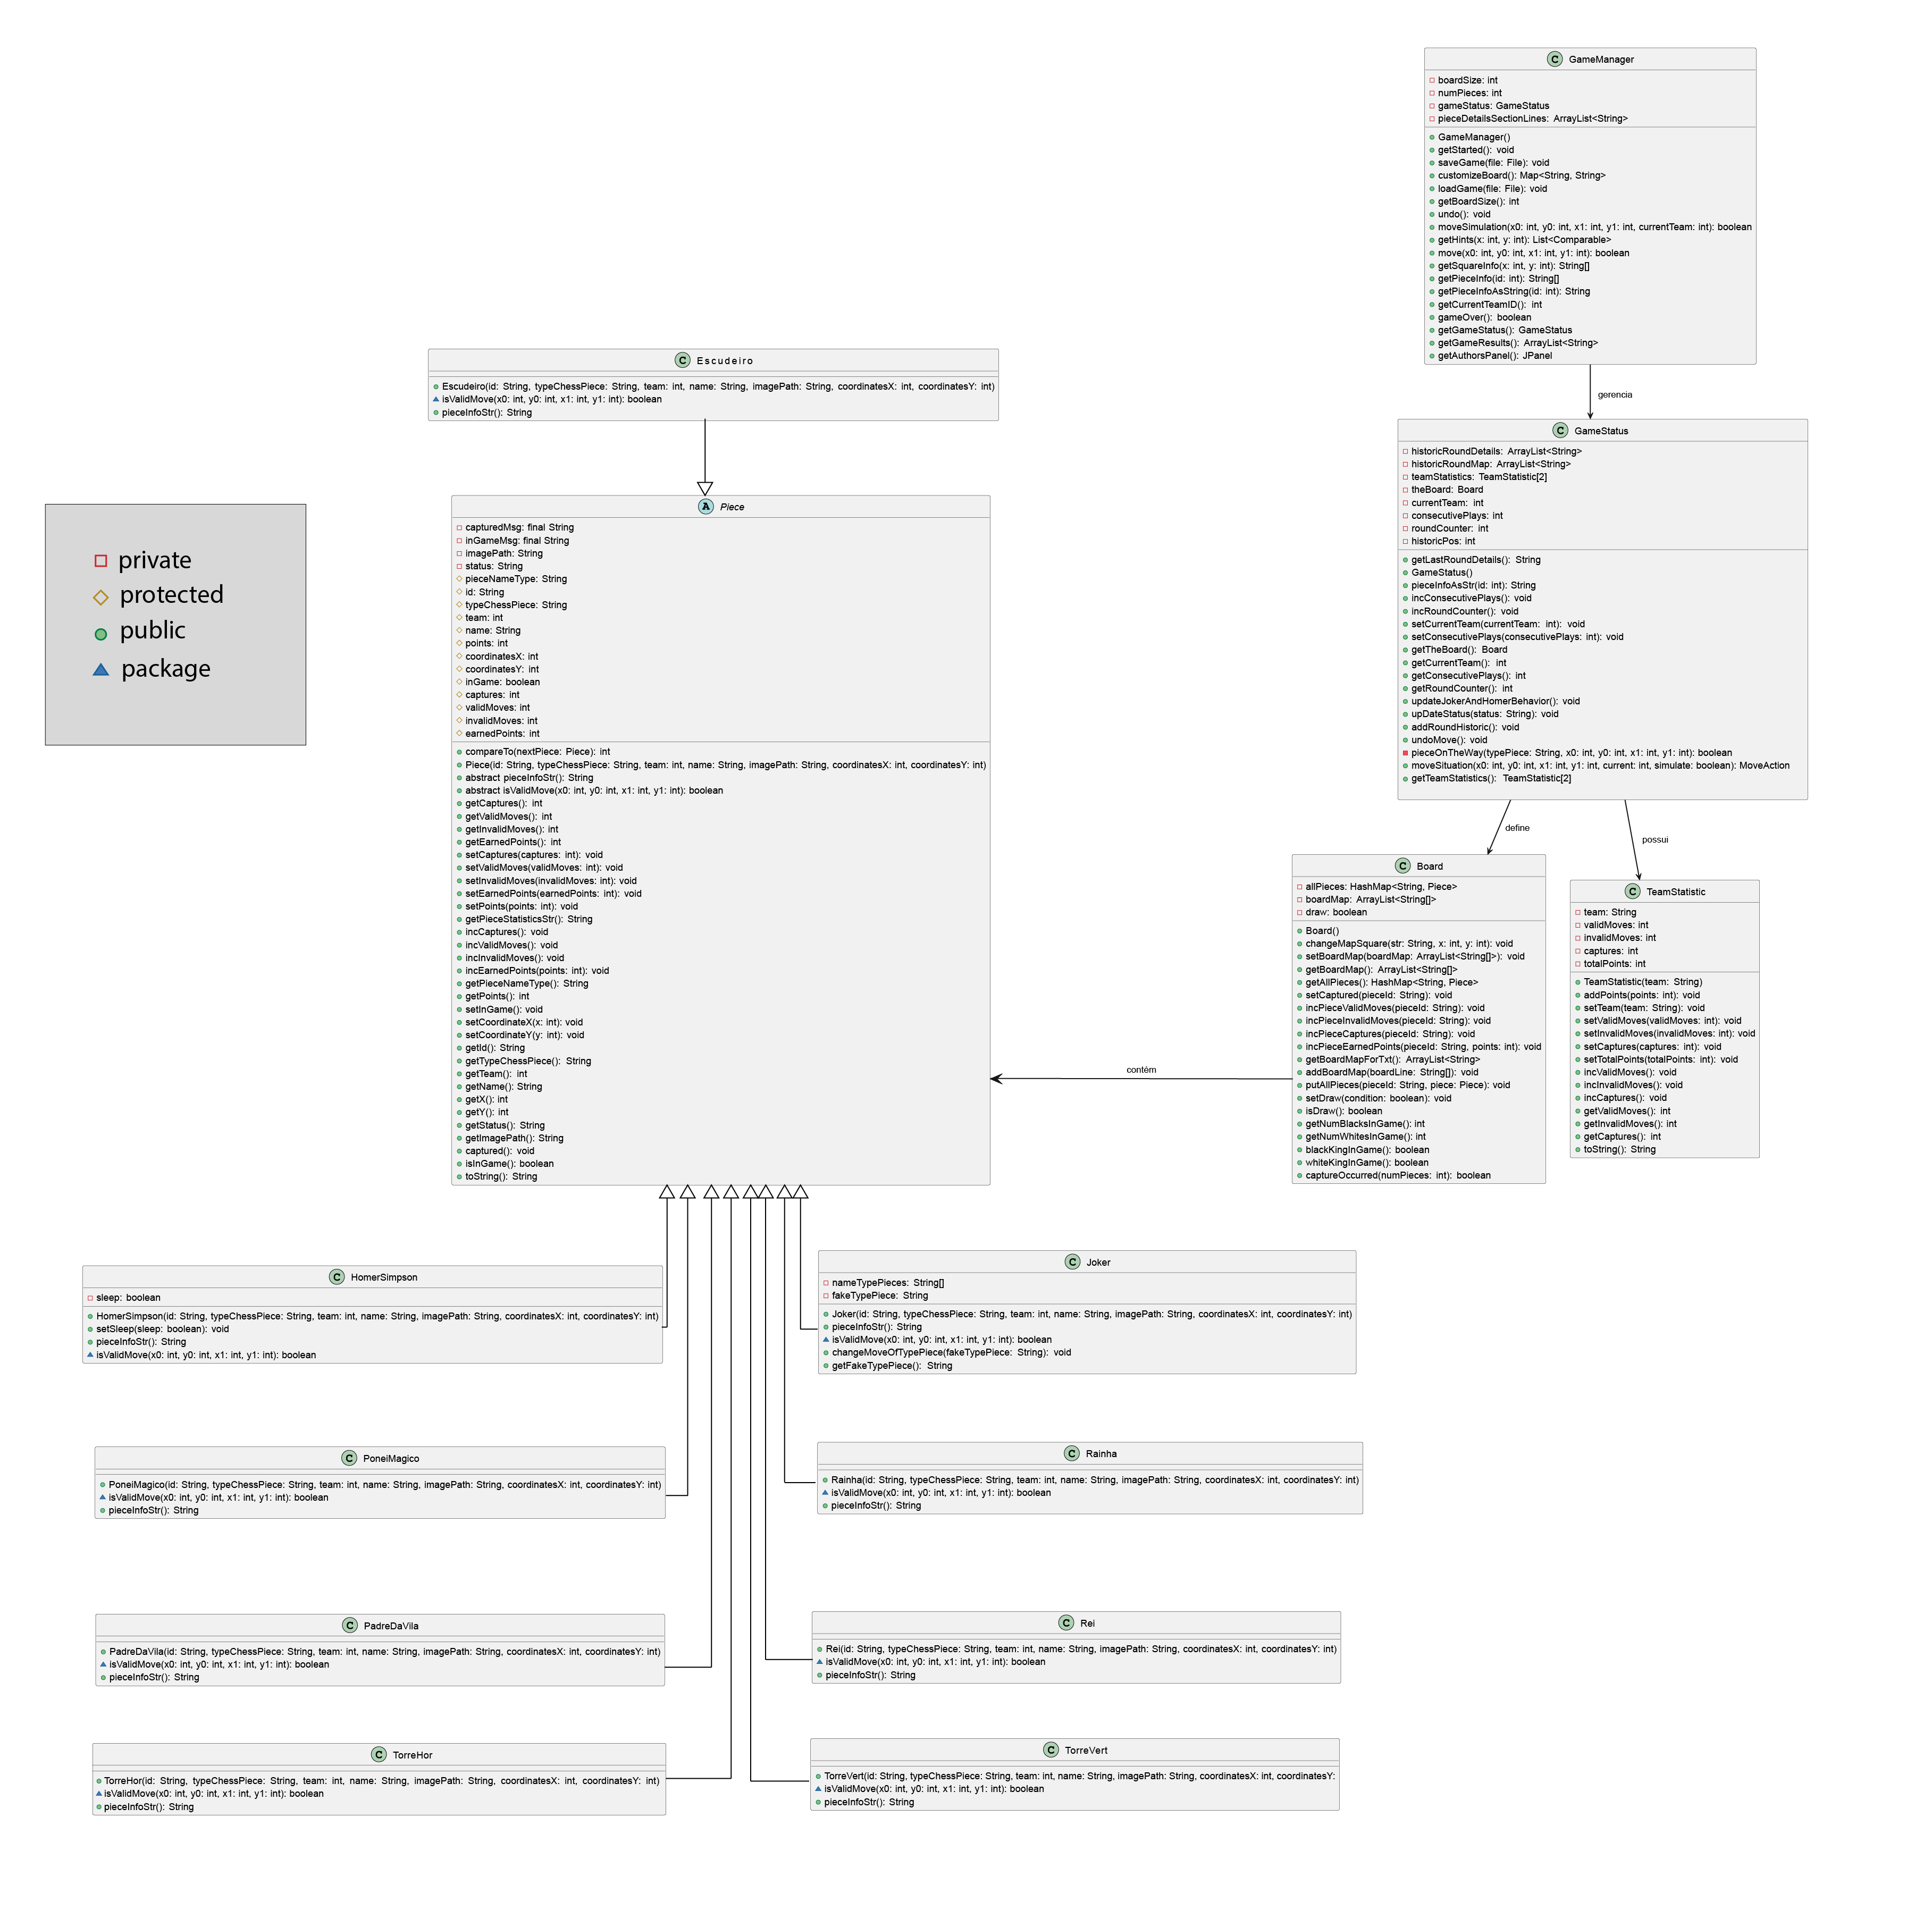 GameManager
boardSize: int
numPieces: int
gameStatus: GameStatus
pieceDetailsSectionLines: ArrayList<String>
GameManager()
getStarted(): void
saveGame(file: File): void
customizeBoard(): Map<String, String>
loadGame(file: File): void
getBoardSize(): int
undo(): void
moveSimulation(x0: int, y0: int, x1: int, y1: int, currentTeam: int): boolean
getHints(x: int, y: int): List<Comparable>
move(x0: int, y0: int, x1: int, y1: int): boolean
getSquareInfo(x: int, y: int): String[]
getPieceInfo(id: int): String[]
getPieceInfoAsString(id: int): String
getCurrentTeamID(): int
gameOver(): boolean
getGameStatus(): GameStatus
getGameResults(): ArrayList<String>
getAuthorsPanel(): JPanel
gerencia
Escudeiro
Escudeiro(id: String, typeChessPiece: String, team: int, name: String, imagePath: String, coordinatesX: int, coordinatesY: int)
isValidMove(x0: int, y0: int, x1: int, y1: int): boolean
pieceInfoStr(): String
GameStatus
historicRoundDetails: ArrayList<String>
historicRoundMap: ArrayList<String>
teamStatistics: TeamStatistic[2]
theBoard: Board
currentTeam: int
consecutivePlays: int
roundCounter: int
historicPos: int
getLastRoundDetails(): String
GameStatus()
pieceInfoAsStr(id: int): String
incConsecutivePlays(): void
incRoundCounter(): void
setCurrentTeam(currentTeam: int): void
setConsecutivePlays(consecutivePlays: int): void
getTheBoard(): Board
getCurrentTeam(): int
getConsecutivePlays(): int
getRoundCounter(): int
updateJokerAndHomerBehavior(): void
upDateStatus(status: String): void
addRoundHistoric(): void
undoMove(): void
pieceOnTheWay(typePiece: String, x0: int, y0: int, x1: int, y1: int): boolean
moveSituation(x0: int, y0: int, x1: int, y1: int, current: int, simulate: boolean): MoveAction
getTeamStatistics(): TeamStatistic[2]
private
protected
public
package
Piece
capturedMsg: final String
inGameMsg: final String
imagePath: String
status: String
pieceNameType: String
id: String
typeChessPiece: String
team: int
name: String
points: int
coordinatesX: int
coordinatesY: int
inGame: boolean
captures: int
validMoves: int
invalidMoves: int
earnedPoints: int
compareTo(nextPiece: Piece): int
Piece(id: String, typeChessPiece: String, team: int, name: String, imagePath: String, coordinatesX: int, coordinatesY: int)
abstract pieceInfoStr(): String
abstract isValidMove(x0: int, y0: int, x1: int, y1: int): boolean
getCaptures(): int
getValidMoves(): int
getInvalidMoves(): int
getEarnedPoints(): int
setCaptures(captures: int): void
setValidMoves(validMoves: int): void
setInvalidMoves(invalidMoves: int): void
setEarnedPoints(earnedPoints: int): void
setPoints(points: int): void
getPieceStatisticsStr(): String
incCaptures(): void
incValidMoves(): void
incInvalidMoves(): void
incEarnedPoints(points: int): void
getPieceNameType(): String
getPoints(): int
setInGame(): void
setCoordinateX(x: int): void
setCoordinateY(y: int): void
getId(): String
getTypeChessPiece(): String
getTeam(): int
getName(): String
getX(): int
getY(): int
getStatus(): String
getImagePath(): String
captured(): void
isInGame(): boolean
toString(): String
define
possui
contém
Board
allPieces: HashMap<String, Piece>
boardMap: ArrayList<String[]>
draw: boolean
Board()
changeMapSquare(str: String, x: int, y: int): void
setBoardMap(boardMap: ArrayList<String[]>): void
getBoardMap(): ArrayList<String[]>
getAllPieces(): HashMap<String, Piece>
setCaptured(pieceId: String): void
incPieceValidMoves(pieceId: String): void
incPieceInvalidMoves(pieceId: String): void
incPieceCaptures(pieceId: String): void
incPieceEarnedPoints(pieceId: String, points: int): void
getBoardMapForTxt(): ArrayList<String>
addBoardMap(boardLine: String[]): void
putAllPieces(pieceId: String, piece: Piece): void
setDraw(condition: boolean): void
isDraw(): boolean
getNumBlacksInGame(): int
getNumWhitesInGame(): int
blackKingInGame(): boolean
whiteKingInGame(): boolean
captureOccurred(numPieces: int): boolean
TeamStatistic
team: String
validMoves: int
invalidMoves: int
captures: int
totalPoints: int
TeamStatistic(team: String)
addPoints(points: int): void
setTeam(team: String): void
setValidMoves(validMoves: int): void
setInvalidMoves(invalidMoves: int): void
setCaptures(captures: int): void
setTotalPoints(totalPoints: int): void
incValidMoves(): void
incInvalidMoves(): void
incCaptures(): void
getValidMoves(): int
getInvalidMoves(): int
getCaptures(): int
toString(): String
HomerSimpson
sleep: boolean
HomerSimpson(id: String, typeChessPiece: String, team: int, name: String, imagePath: String, coordinatesX: int, coordinatesY: int)
setSleep(sleep: boolean): void
pieceInfoStr(): String
isValidMove(x0: int, y0: int, x1: int, y1: int): boolean
Joker
nameTypePieces: String[]
fakeTypePiece: String
Joker(id: String, typeChessPiece: String, team: int, name: String, imagePath: String, coordinatesX: int, coordinatesY: int)
pieceInfoStr(): String
isValidMove(x0: int, y0: int, x1: int, y1: int): boolean
changeMoveOfTypePiece(fakeTypePiece: String): void
getFakeTypePiece(): String
PoneiMagico
PoneiMagico(id: String, typeChessPiece: String, team: int, name: String, imagePath: String, coordinatesX: int, coordinatesY: int)
isValidMove(x0: int, y0: int, x1: int, y1: int): boolean
pieceInfoStr(): String
Rainha
Rainha(id: String, typeChessPiece: String, team: int, name: String, imagePath: String, coordinatesX: int, coordinatesY: int)
isValidMove(x0: int, y0: int, x1: int, y1: int): boolean
pieceInfoStr(): String
PadreDaVila
PadreDaVila(id: String, typeChessPiece: String, team: int, name: String, imagePath: String, coordinatesX: int, coordinatesY: int)
isValidMove(x0: int, y0: int, x1: int, y1: int): boolean
pieceInfoStr(): String
Rei
Rei(id: String, typeChessPiece: String, team: int, name: String, imagePath: String, coordinatesX: int, coordinatesY: int)
isValidMove(x0: int, y0: int, x1: int, y1: int): boolean
pieceInfoStr(): String
TorreHor
TorreHor(id: String, typeChessPiece: String, team: int, name: String, imagePath: String, coordinatesX: int, coordinatesY: int)
isValidMove(x0: int, y0: int, x1: int, y1: int): boolean
pieceInfoStr(): String
TorreVert
TorreVert(id: String, typeChessPiece: String, team: int, name: String, imagePath: String, coordinatesX: int, coordinatesY:
isValidMove(x0: int, y0: int, x1: int, y1: int): boolean
pieceInfoStr(): String